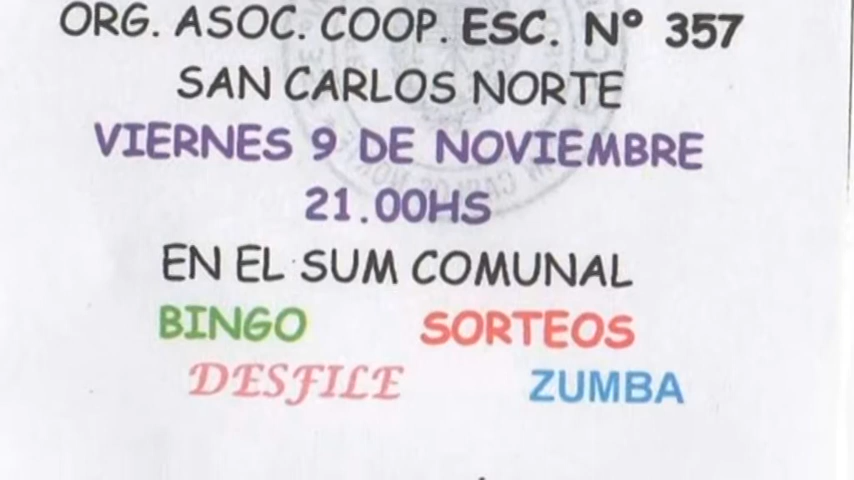 ORG. ASOC. COOP. ESC. Nº 357
SAN CARLOS NORTE
VIERNES 9 DE NOVIEMBRE
21.00HS
EN EL SUM COMUNAL
BINGO SORTEOS
DESFILE ZUMBA